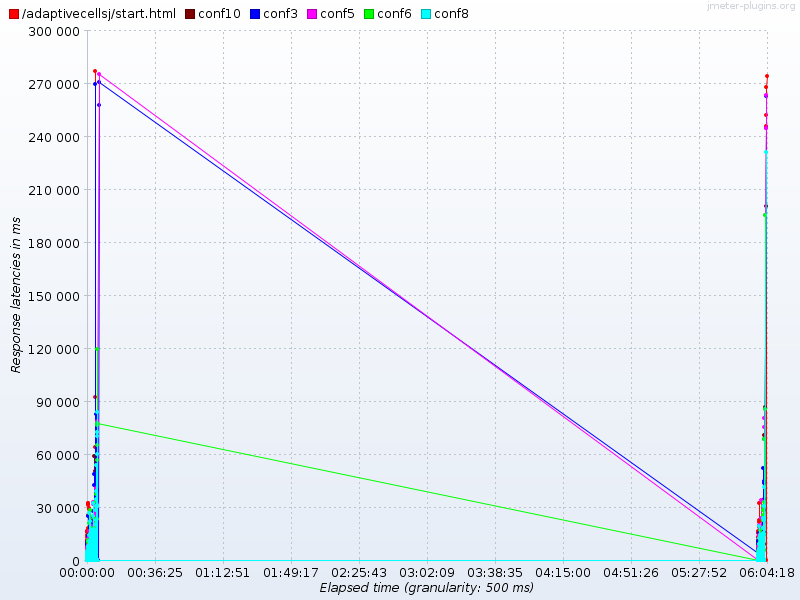 /adaptivecellsj/start.html conf10 conf3 conf5 conf6 conf8
jmeter-plugins.org
300 000
270 000
240 000
210 000
180 000
150 000
120 000
90 000
60 000
30 000
0
Response latencies in ms
00:00:00 00:36:25 01:12:51 01:49:17 02:25:43 03:02:09 03:38:35 04:15:00 04:51:26 05:27:52 06:04:18
Elapsed time (granularity: 500 ms)